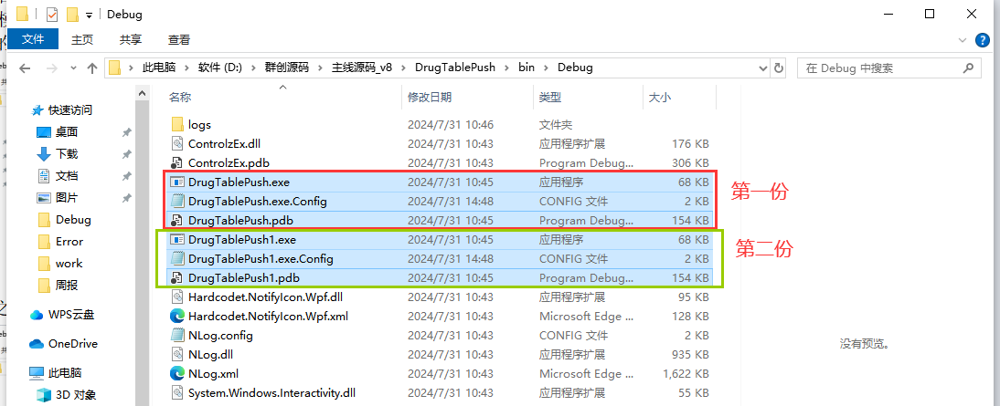 Debug
文件 主页 共享 查看
此电脑 软件 (D:) 群创源码 主线源码_v8 DrugTablePush bin Debug 在 Debug 中搜索
名称 修改日期 类型 大小
快速访问
桌面
下载
文档
图片
Debug
Error
work
周报
WPS云盘
OneDrive
此电脑
3D 对象
logs 2024/7/31 10:46 文件夹
ControlzEx.dll 2024/7/31 10:43 应用程序扩展 176 KB
ControlzEx.pdb 2024/7/31 10:43 Program Debug... 306 KB
DrugTablePush.exe 2024/7/31 10:45 应用程序 68 KB
DrugTablePush.exe.Config 2024/7/31 14:48 CONFIG 文件 2 KB
DrugTablePush.pdb 2024/7/31 10:45 Program Debug... 154 KB
第一份
DrugTablePush1.exe 2024/7/31 10:45 应用程序 68 KB
DrugTablePush1.exe.Config 2024/7/31 14:48 CONFIG 文件 2 KB
DrugTablePush1.pdb 2024/7/31 10:45 Program Debug... 154 KB
第二份
Hardcodet.NotifyIcon.Wpf.dll 2024/7/31 10:43 应用程序扩展 95 KB
Hardcodet.NotifyIcon.Wpf.xml 2024/7/31 10:43 Microsoft Edge ... 128 KB
NLog.config 2024/7/31 10:43 CONFIG 文件 2 KB
NLog.dll 2024/7/31 10:43 应用程序扩展 935 KB
NLog.xml 2024/7/31 10:43 Microsoft Edge ... 1,622 KB
System.Windows.Interactivity.dll 2024/7/31 10:43 应用程序扩展 55 KB
没有预览。